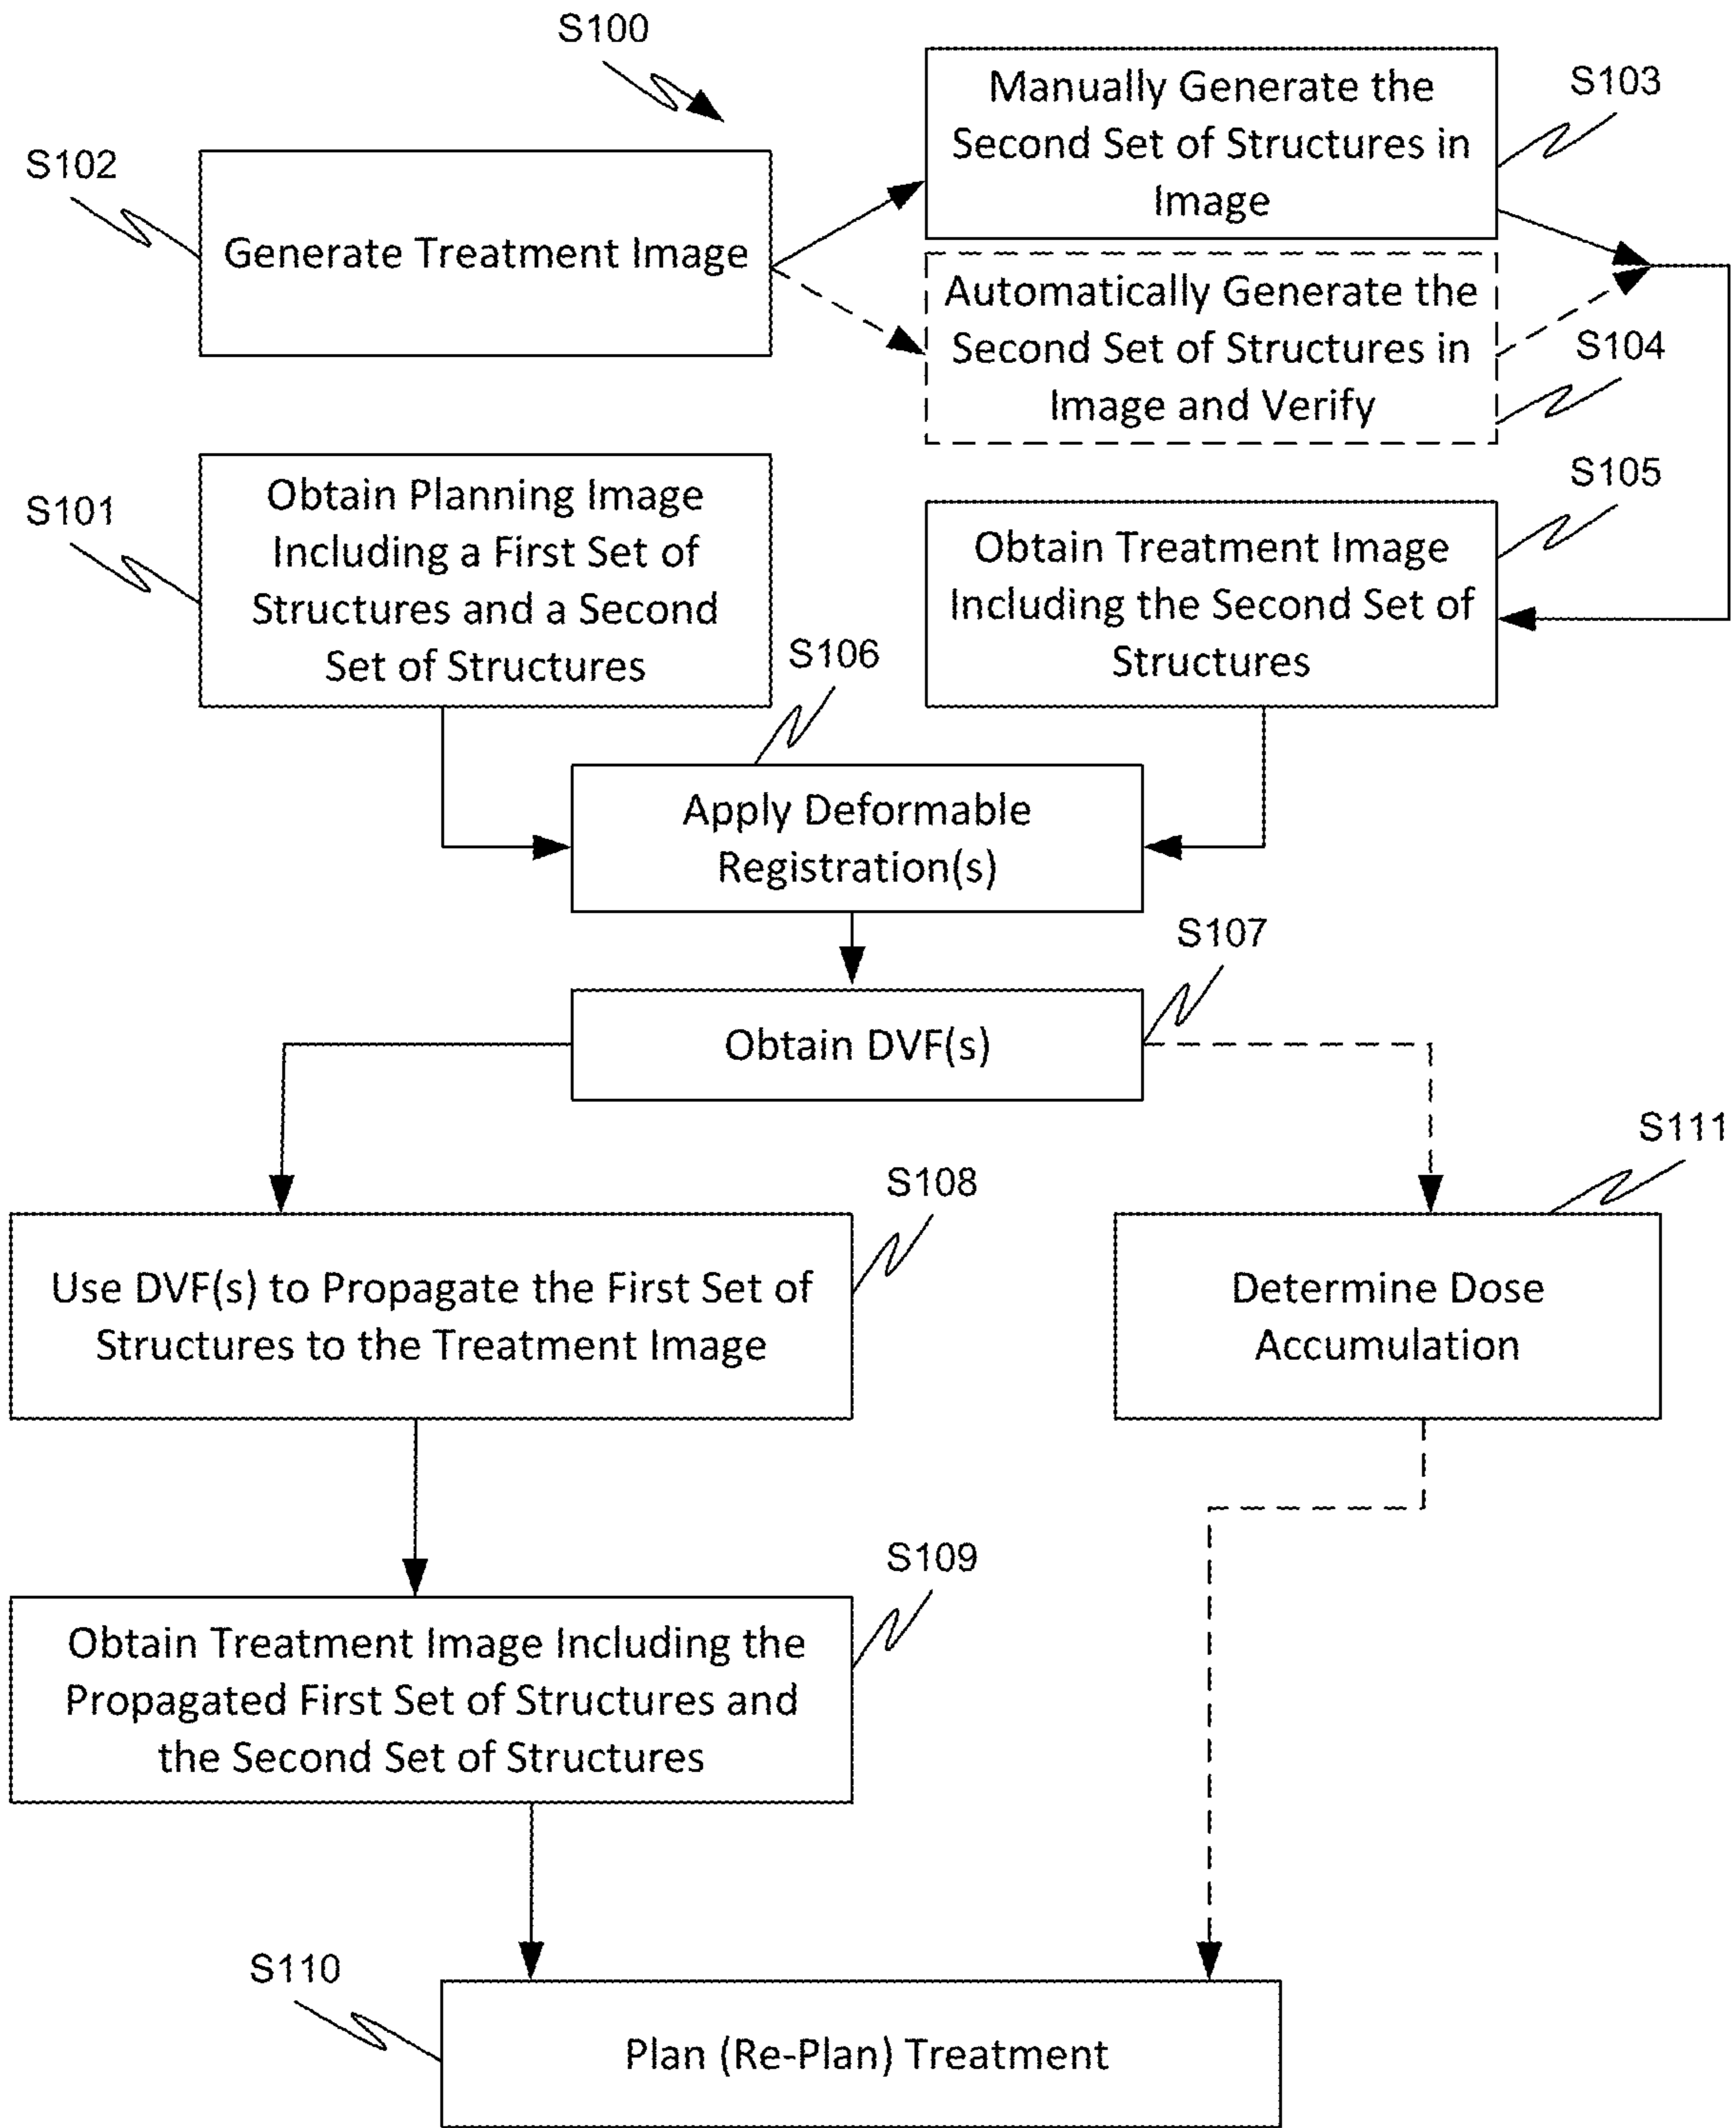 S100
Manually Generate the
Second Set of Structures in
Image
S103
S102
Generate Treatment Image
Automatically Generate the
Second Set of Structures in
Image and Verify
S104
S101
Obtain Planning Image
Including a First Set of
Structures and a Second
Set of Structures
S105
Obtain Treatment Image
Including the Second Set of
Structures
S106
Apply Deformable
Registration(s)
S107
Obtain DVF(s)
S108
Use DVF(s) to Propagate the First Set of
Structures to the Treatment Image
S111
Determine Dose
Accumulation
S109
Obtain Treatment Image Including the
Propagated First Set of Structures and
the Second Set of Structures
S110
Plan (Re-Plan) Treatment